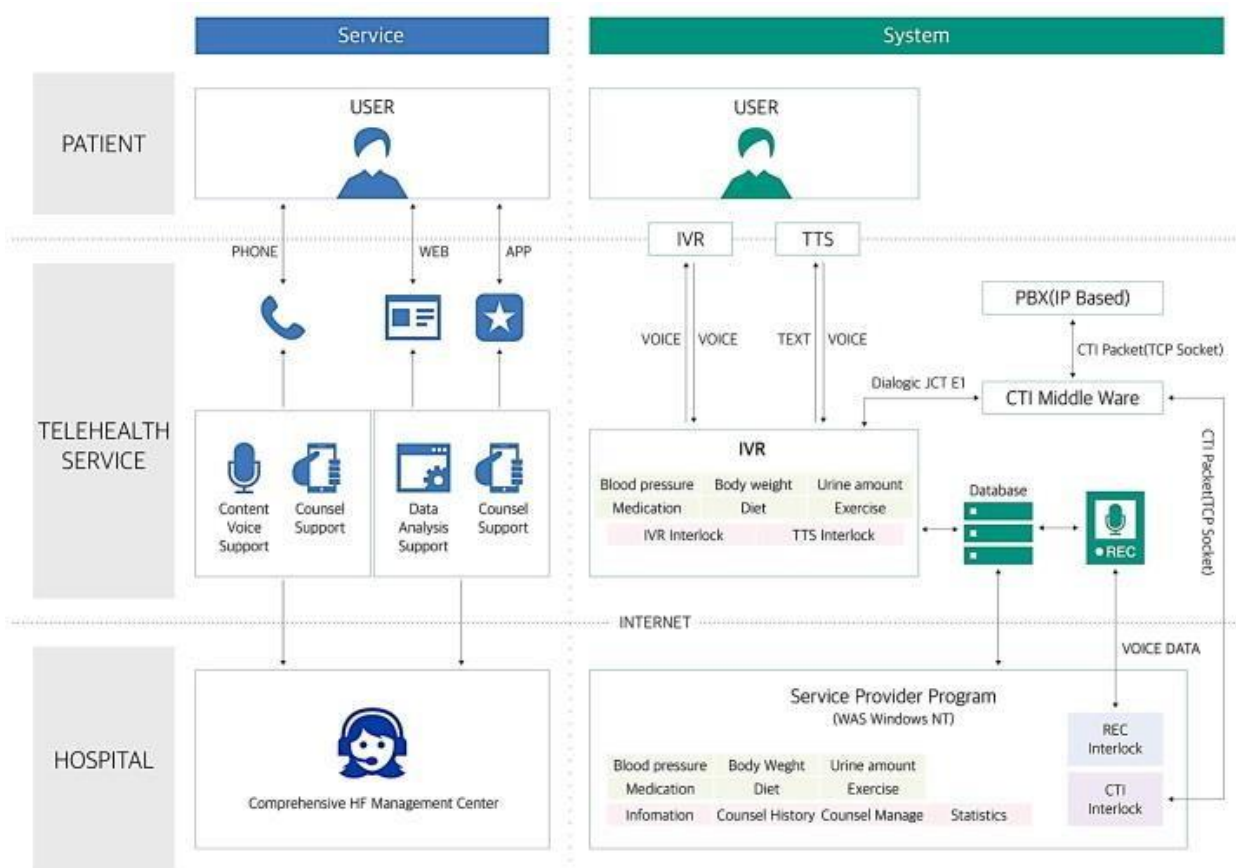 Service
System
PATIENT
USER
USER
PHONE
WEB
APP
IVR
TTS
TELEHEALTH
SERVICE
VOICE
VOICE
TEXT
VOICE
PBX(IP Based)
CTI Packet(TCP Socket)
Dialogic JCT E1
CTI Middle Ware
CTI Packet(TCP Socket)
Content
Voice
Support
Counsel
Support
Data
Analysis
Support
Counsel
Support
IVR
Blood pressure Body weight Urine amount
Medication Diet Exercise
IVR Interlock TTS Interlock
Database
REC
INTERNET
VOICE DATA
HOSPITAL
Comprehensive HF Management Center
Service Provider Program
(WAS Windows NT)
Blood pressure Body Weght Urine amount
Medication Diet Exercise
Infomation Counsel History Counsel Manage Statistics
REC
Interlock
CTI
Interlock